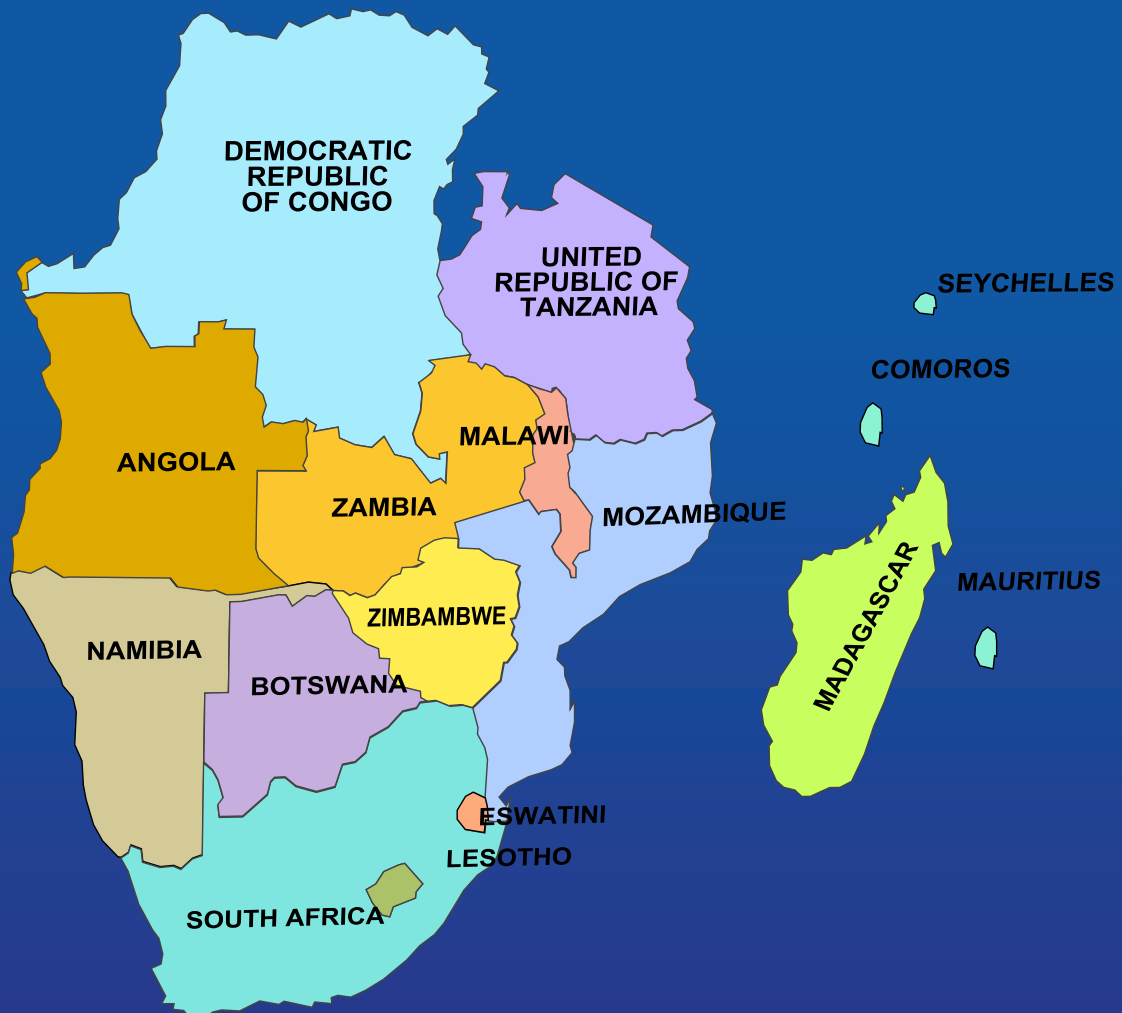 DEMOCRATIC
REPUBLIC
OF CONGO
UNITED
REPUBLIC OF
TANZANIA
SEYCHELLES
COMOROS
MALAWI
ANGOLA
ZAMBIA
MOZAMBIQUE
MADAGASCAR
MAURITIUS
ZIMBABWE
NAMIBIA
BOTSWANA
ESWATINI
LESOTHO
SOUTH AFRICA